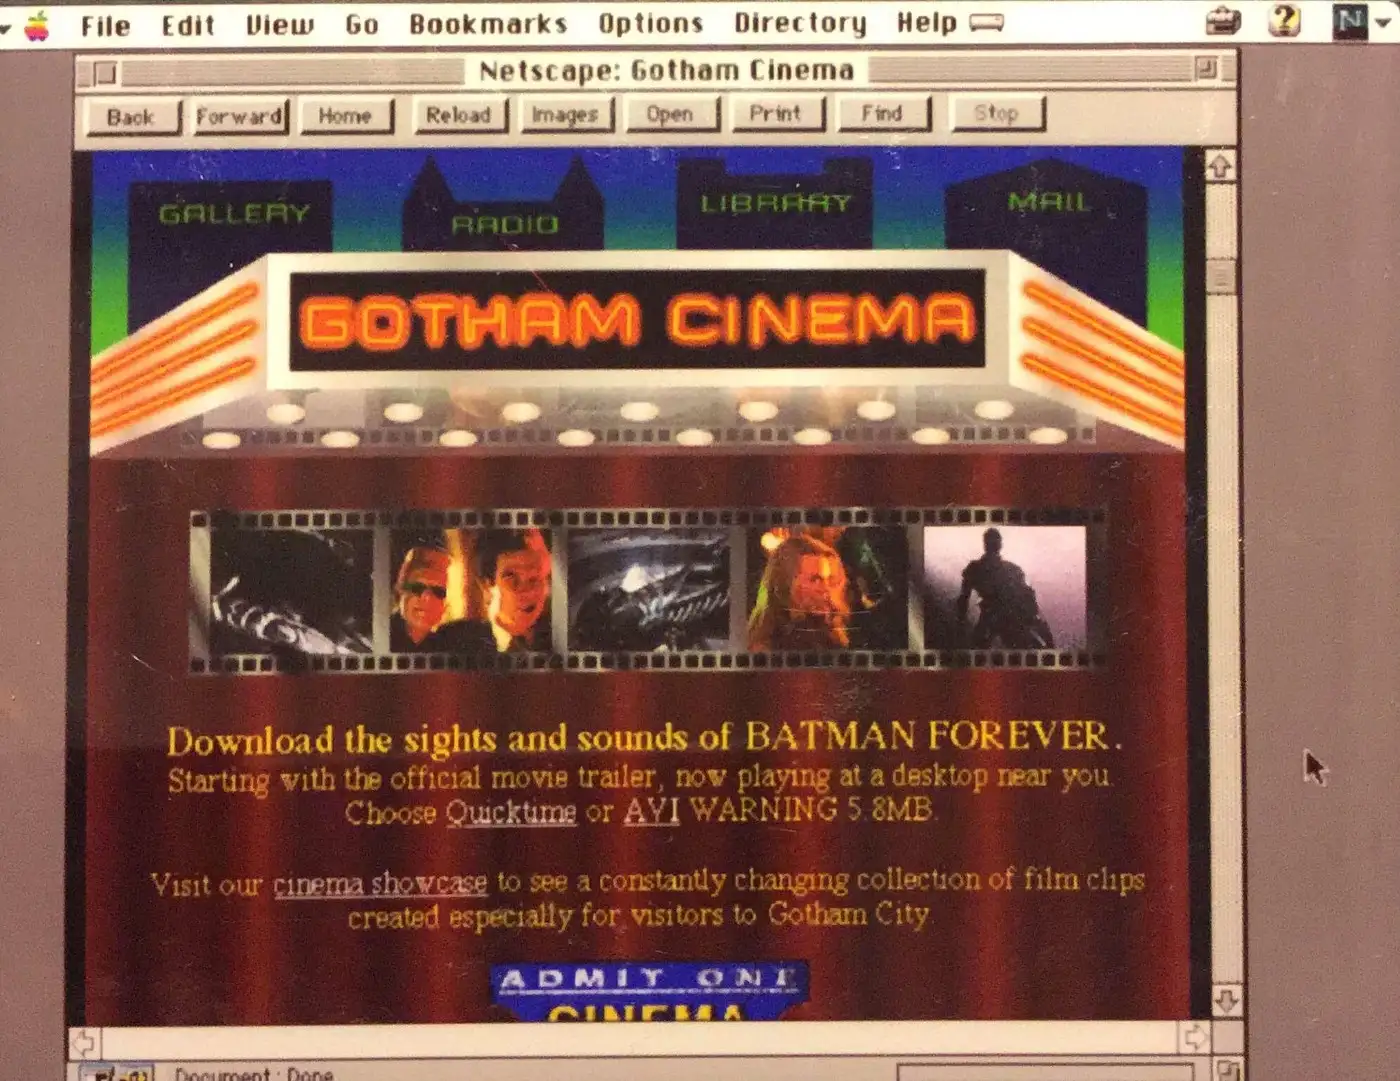 File Edit View Go Bookmarks Options Directory Help
Netscape: Gotham Cinema
Back Forward Home Reload Images Open Print Find Stop
GALLERY RADIO LIBRARY MAIL
GOTHAM CINEMA
Download the sights and sounds of BATMAN FOREVER.
Starting with the official movie trailer, now playing at a desktop near you.
Choose Quicktime or AVI WARNING 5.8MB.
Visit our cinema showcase to see a constantly changing collection of film clips
created especially for visitors to Gotham City.
ADMIT ONE
CINEMA
Document: Done